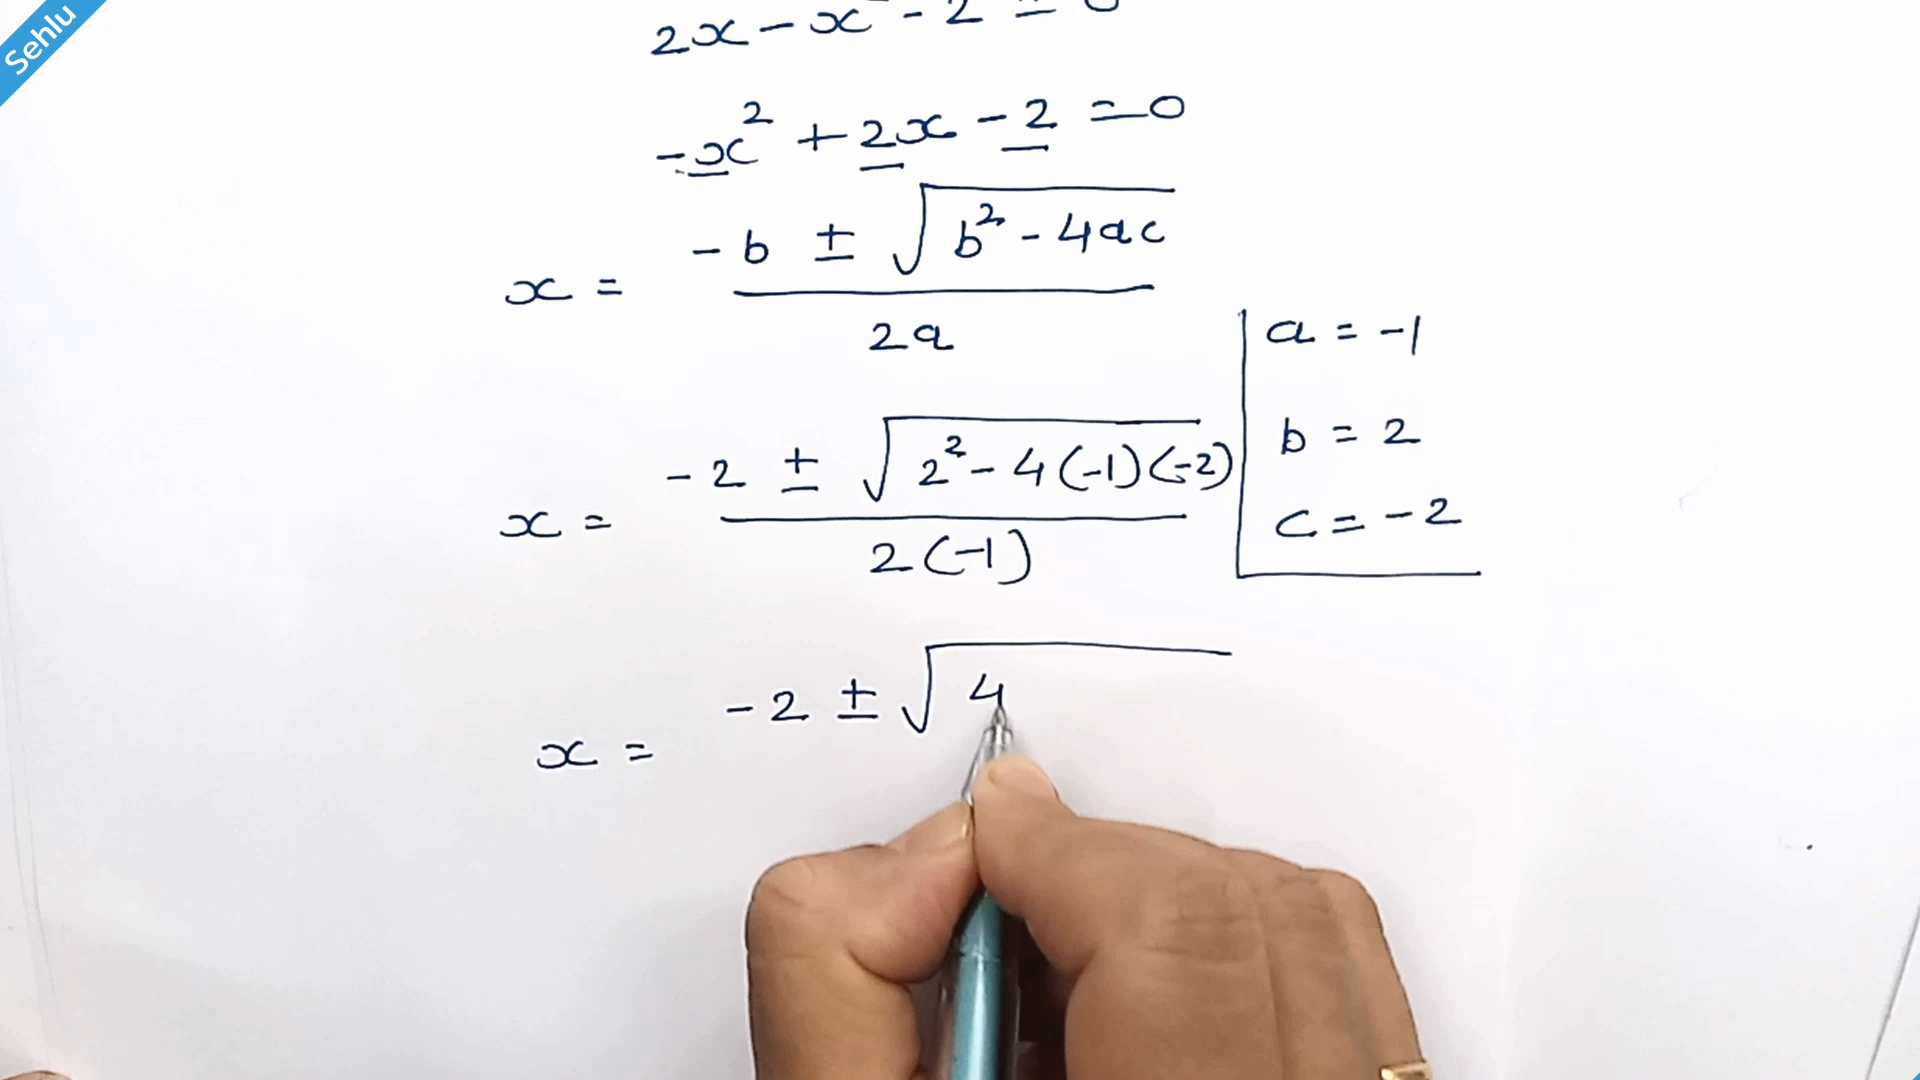 Sehlu
2x - x² - 2 = 0
-x² + 2x - 2 = 0
x = -b ± √(b² - 4ac) / 2a
a = -1
b = 2
c = -2
x = -2 ± √(2² - 4(-1)(-2)) / 2(-1)
x = -2 ± √4